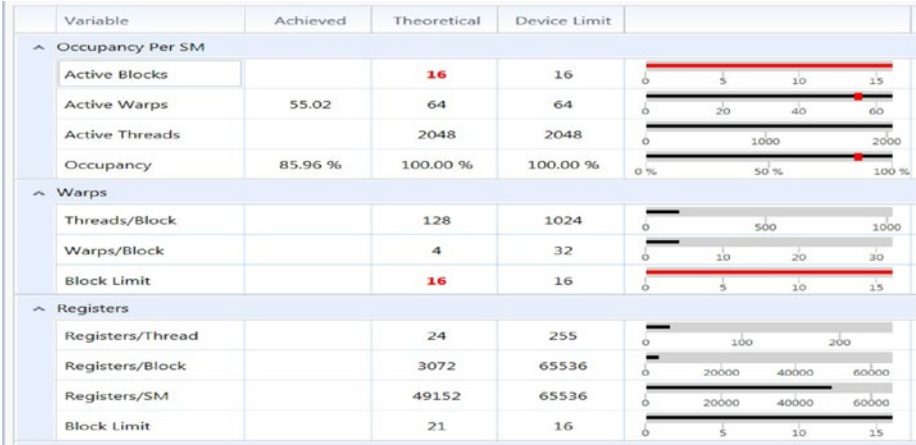 Variable Achieved Theoretical Device Limit
Occupancy Per SM
Active Blocks 16 16
0 5 10 15
Active Warps 55.02 64 64
0 20 40 60
Active Threads 2048 2048
0 1000 2000
Occupancy 85.96 % 100.00 % 100.00 %
0 % 50 % 100 %
Warps
Threads/Block 128 1024
0 500 1000
Warps/Block 4 32
0 10 20 30
Block Limit 16 16
0 5 10 15
Registers
Registers/Thread 24 255
0 100 200
Registers/Block 3072 65536
0 20000 40000 60000
Registers/SM 49152 65536
0 20000 40000 60000
Block Limit 21 16
0 5 10 15